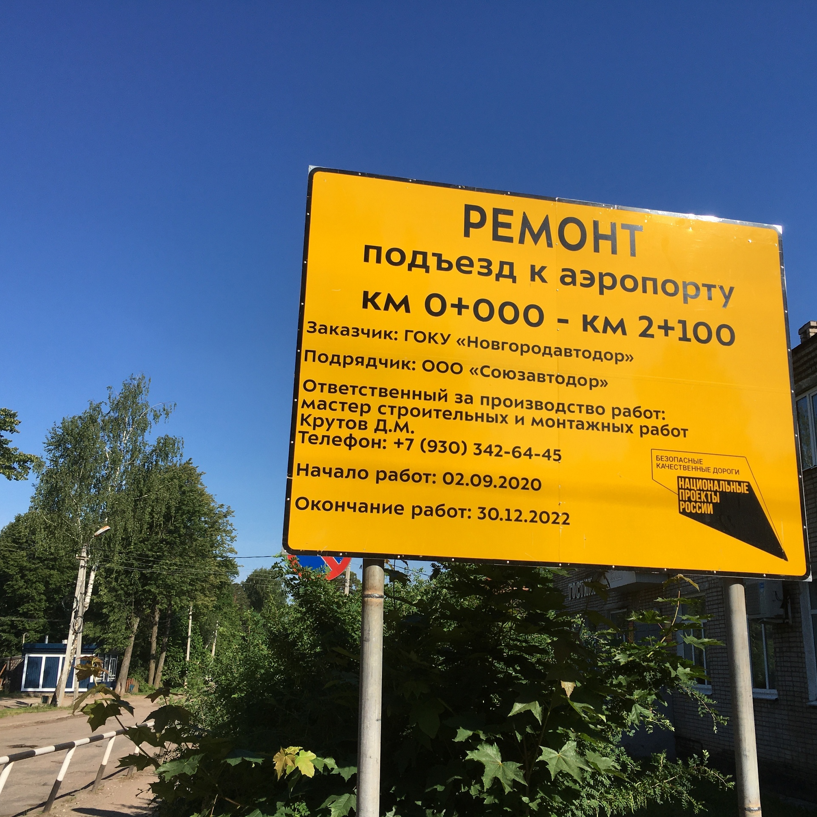 РЕМОНТ
подъезд к аэропорту
км 0+000 - км 2+100
Заказчик: ГОКУ «Новгородавтодор»
Подрядчик: ООО «Союзавтодор»
Ответственный за производство работ:
мастер строительных и монтажных работ
Крутов Д.М.
Телефон: +7 (930) 342-64-45
Начало работ: 02.09.2020
Окончание работ: 30.12.2022
БЕЗОПАСНЫЕ
КАЧЕСТВЕННЫЕ ДОРОГИ
НАЦИОНАЛЬНЫЕ
ПРОЕКТЫ
РОССИИ